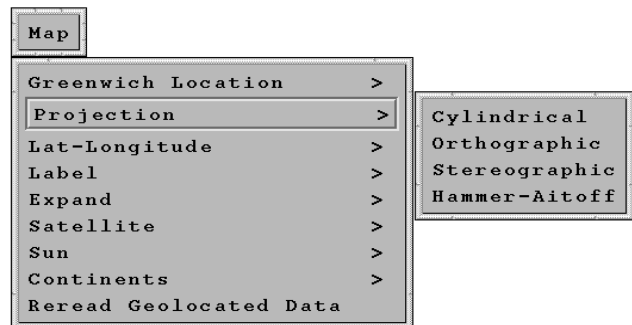 Map
Greenwich Location >
Projection >
Lat-Longitude >
Label >
Expand >
Satellite >
Sun >
Continents >
Reread Geolocated Data
Cylindrical
Orthographic
Stereographic
Hammer-Aitoff